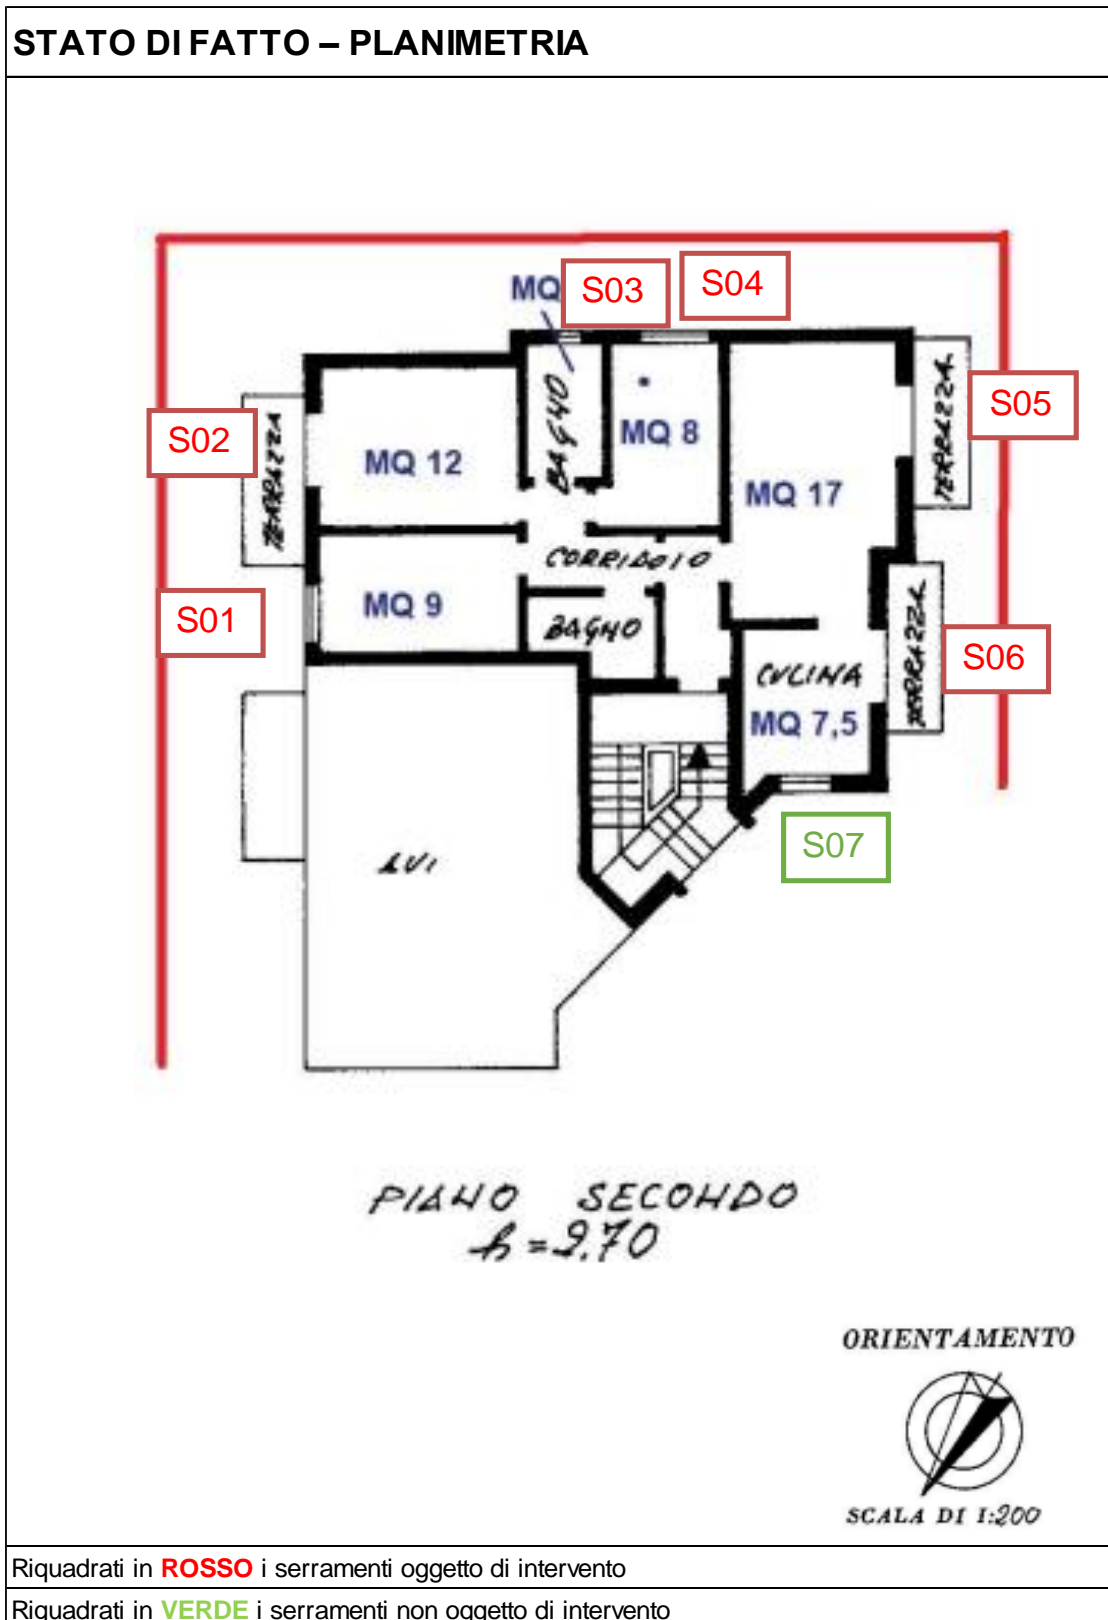 STATO DI FATTO – PLANIMETRIA
MQ
S03
S04
S02
TERRAZZA
MQ 12
BAGNO
MQ 8
MQ 17
TERRAZZA
S05
S01
MQ 9
CORRIDOIO
BAGNO
CUCINA
MQ 7,5
TERRAZZA
S06
S07
PIANO SECONDO
h = 2.70
ORIENTAMENTO
SCALA DI 1:200
Riquadrati in ROSSO i serramenti oggetto di intervento
Riquadrati in VERDE i serramenti non oggetto di intervento